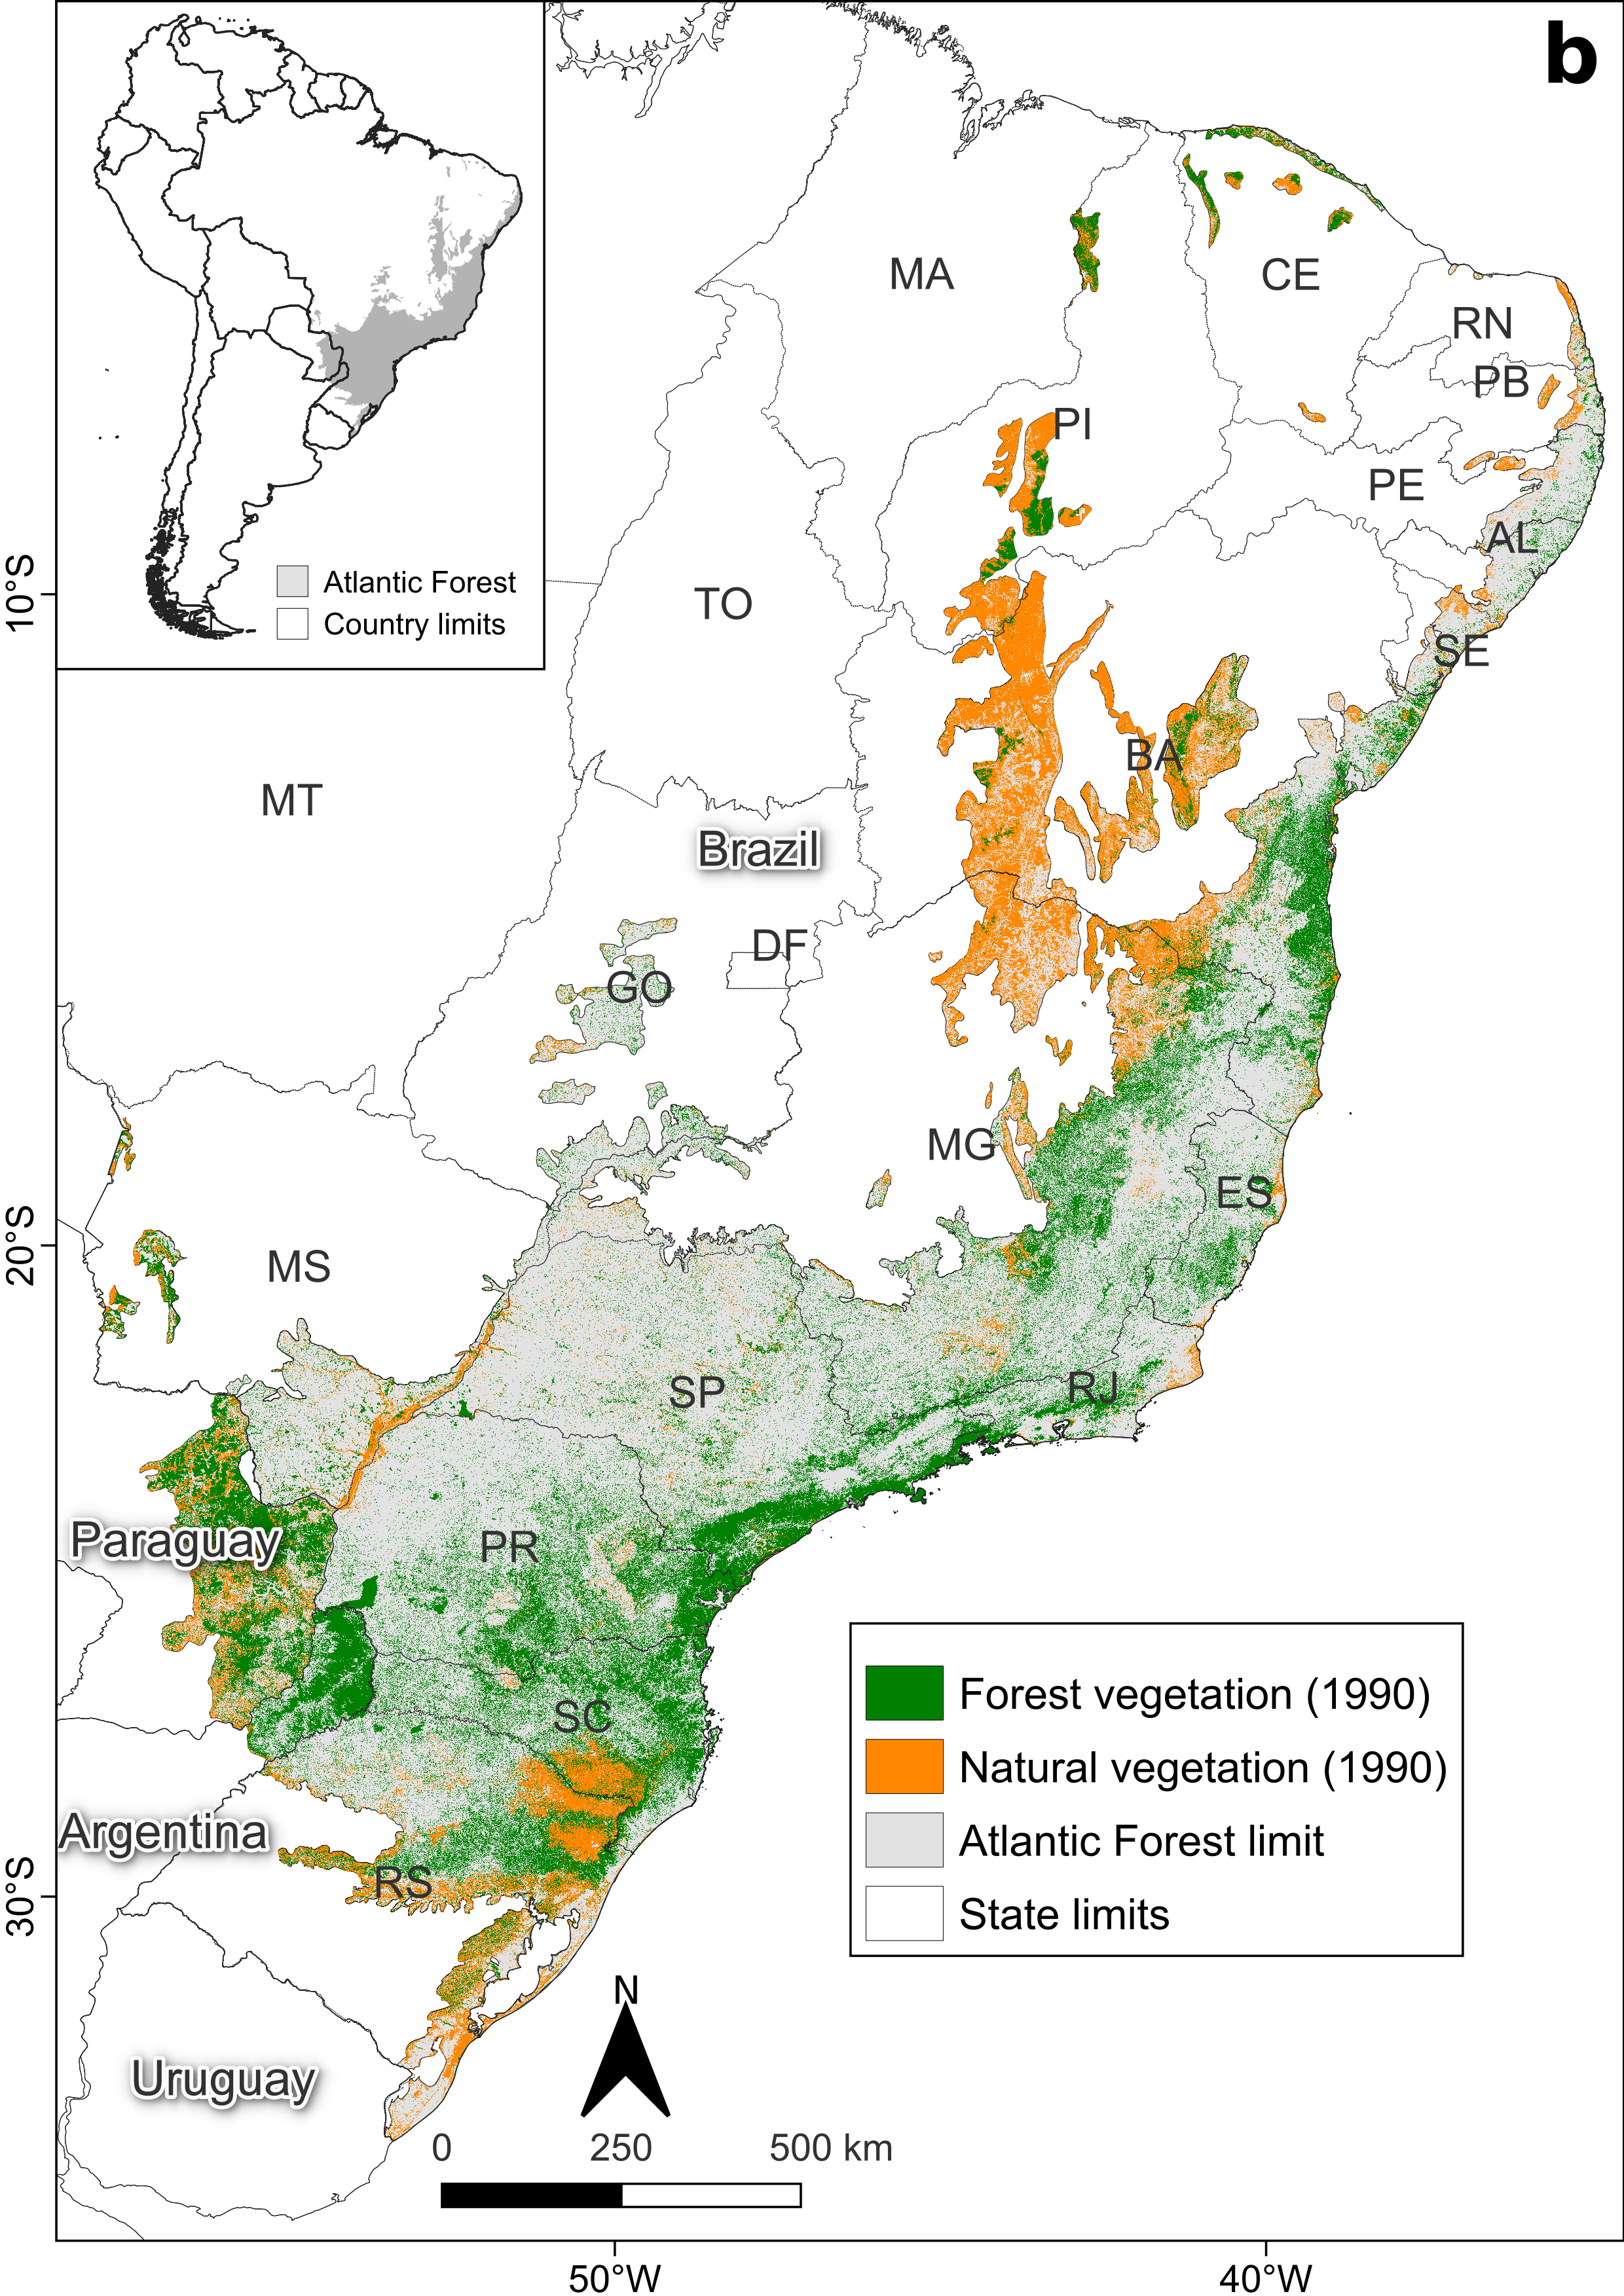 b
Atlantic Forest
Country limits
MA
CE
RN
PB
PI
PE
AL
10°S
TO
SE
BA
MT
Brazil
DF
GO
MG
ES
20°S
MS
SP
RJ
Paraguay
PR
Forest vegetation (1990)
SC
Natural vegetation (1990)
Argentina
Atlantic Forest limit
RS
State limits
N
Uruguay
0 250 500 km
50°W 40°W
30°S